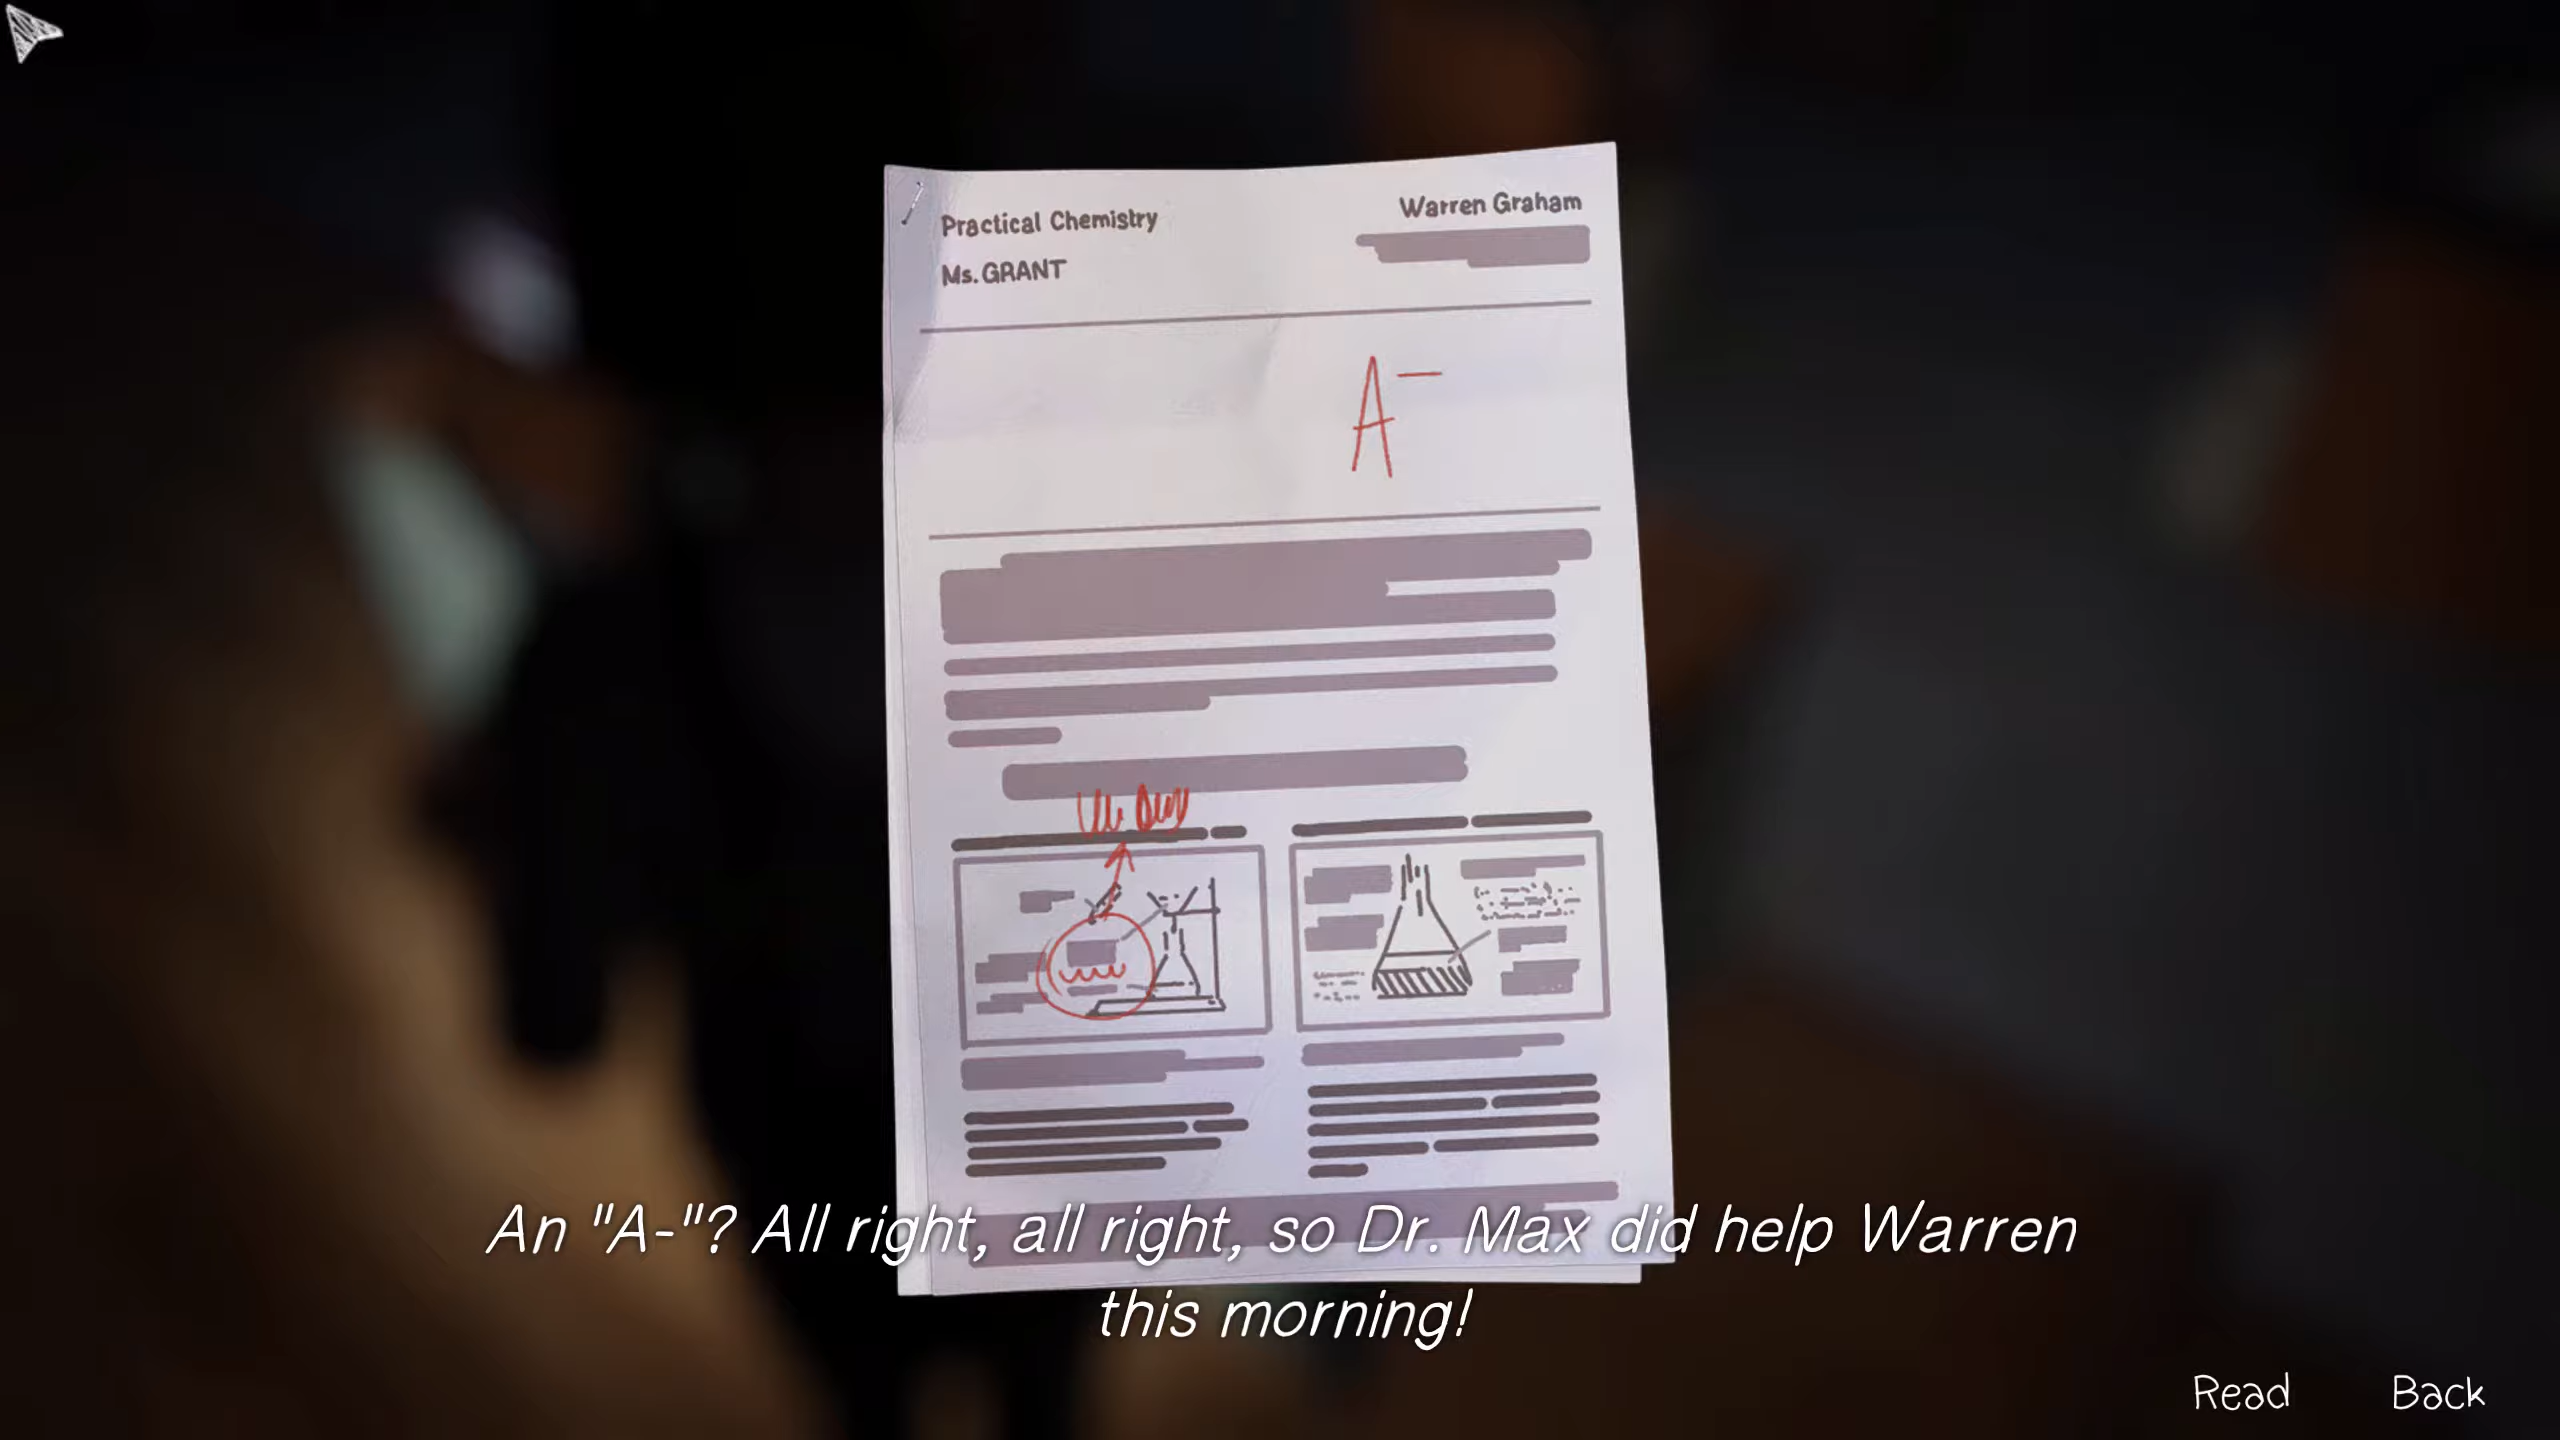 Practical Chemistry
Warren Graham
Ms. GRANT
A-
An "A-"? All right, all right, so Dr. Max did help Warren
this morning!
Read
Back